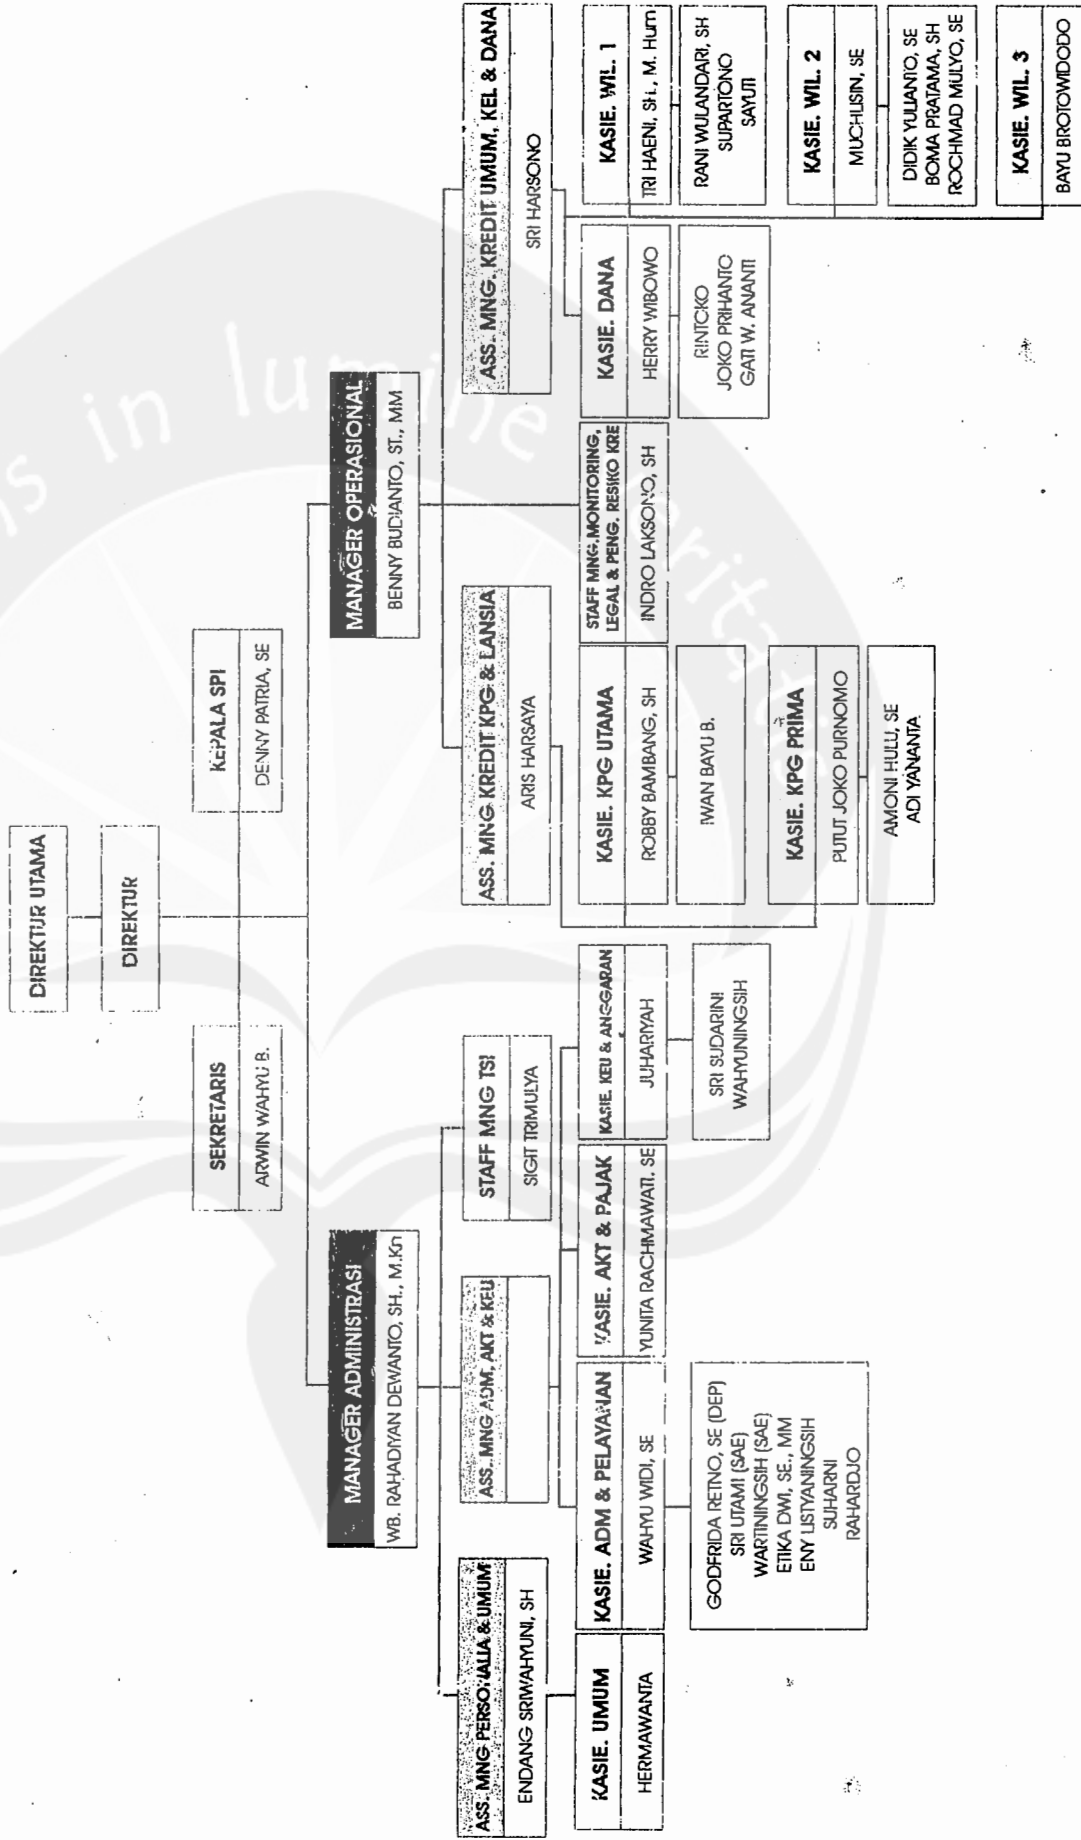 DIREKTUR UTAMA
DIREKTUR
SEKRETARIS
ARWIN WAHYU B.
KEPALA SPI
DENNY PATRIA, SE
MANAGER ADMINISTRASI
WB. RAHADIYAN DEWANTO, SH., M.Kn
MANAGER OPERASIONAL
BENNY BUDIANTO, ST., MM
ASS. MNG PERSONALIA & UMUM
ENDANG SRIWAHYUNI, SH
ASS. MNG ADM, AKT & KEU
STAFF MNG TSI
SIGIT TRIMULYA
ASS. MNG KREDIT KPG & LANSIA
ARIS HARSAYA
ASS. MNG. KREDIT UMUM, KEL & DANA
SRI HARSONO
KASIE. UMUM
HERMAWANTA
KASIE. ADM & PELAYANAN
WAHYU WIDI, SE
GODFRIDA RETNO, SE (DEP)
SRI UTAMI (SAE)
WARTININGSIH (SAE)
ETIKA DWI, SE., MM
ENY LISTYANINGSIH
SUHARNI
RAHARDJO
KASIE. AKT & PAJAK
YUNITA RACHMAWATI, SE
KASIE. KEU & ANGGARAN
JUHARIYAH
SRI SUDARINI
WAHYUNINGSIH
KASIE. KPG UTAMA
ROBBY BAMBANG, SH
IWAN BAYU B.
KASIE. KPG PRIMA
PUTUT JOKO PURNOMO
AMONI HULU, SE
ADI YANANTA
STAFF MNG.MONITORING,
LEGAL & PENG. RESIKO KRE
INDRO LAKSONO, SH
KASIE. DANA
HERRY WIBOWO
RINTCKO
JOKO PRIHANTO
GATI W. ANANTI
KASIE. WIL. 1
TRI HAENI, SH., M. Hum
RANI WULANDARI, SH
SUPARTONO
SAYUTI
KASIE. WIL. 2
MUCHLISIN, SE
DIDIK YULIANTO, SE
BOMA PRATAMA, SH
ROCHMAD MULYO, SE
KASIE. WIL. 3
BAYU BROTOWIDODO
in lumine veritatis